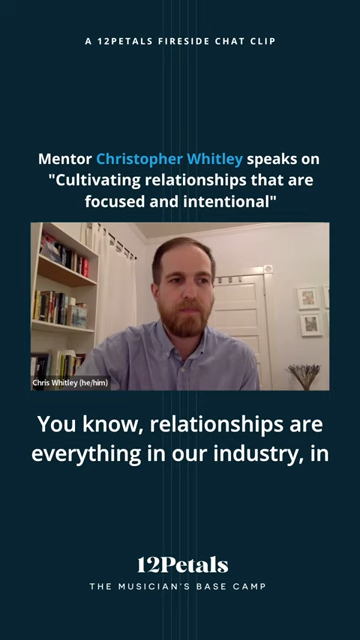 A 12PETALS FIRESIDE CHAT CLIP
Mentor Christopher Whitley speaks on
"Cultivating relationships that are
focused and intentional"
Chris Whitley (he/him)
You know, relationships are
everything in our industry, in
12Petals
THE MUSICIAN'S BASE CAMP